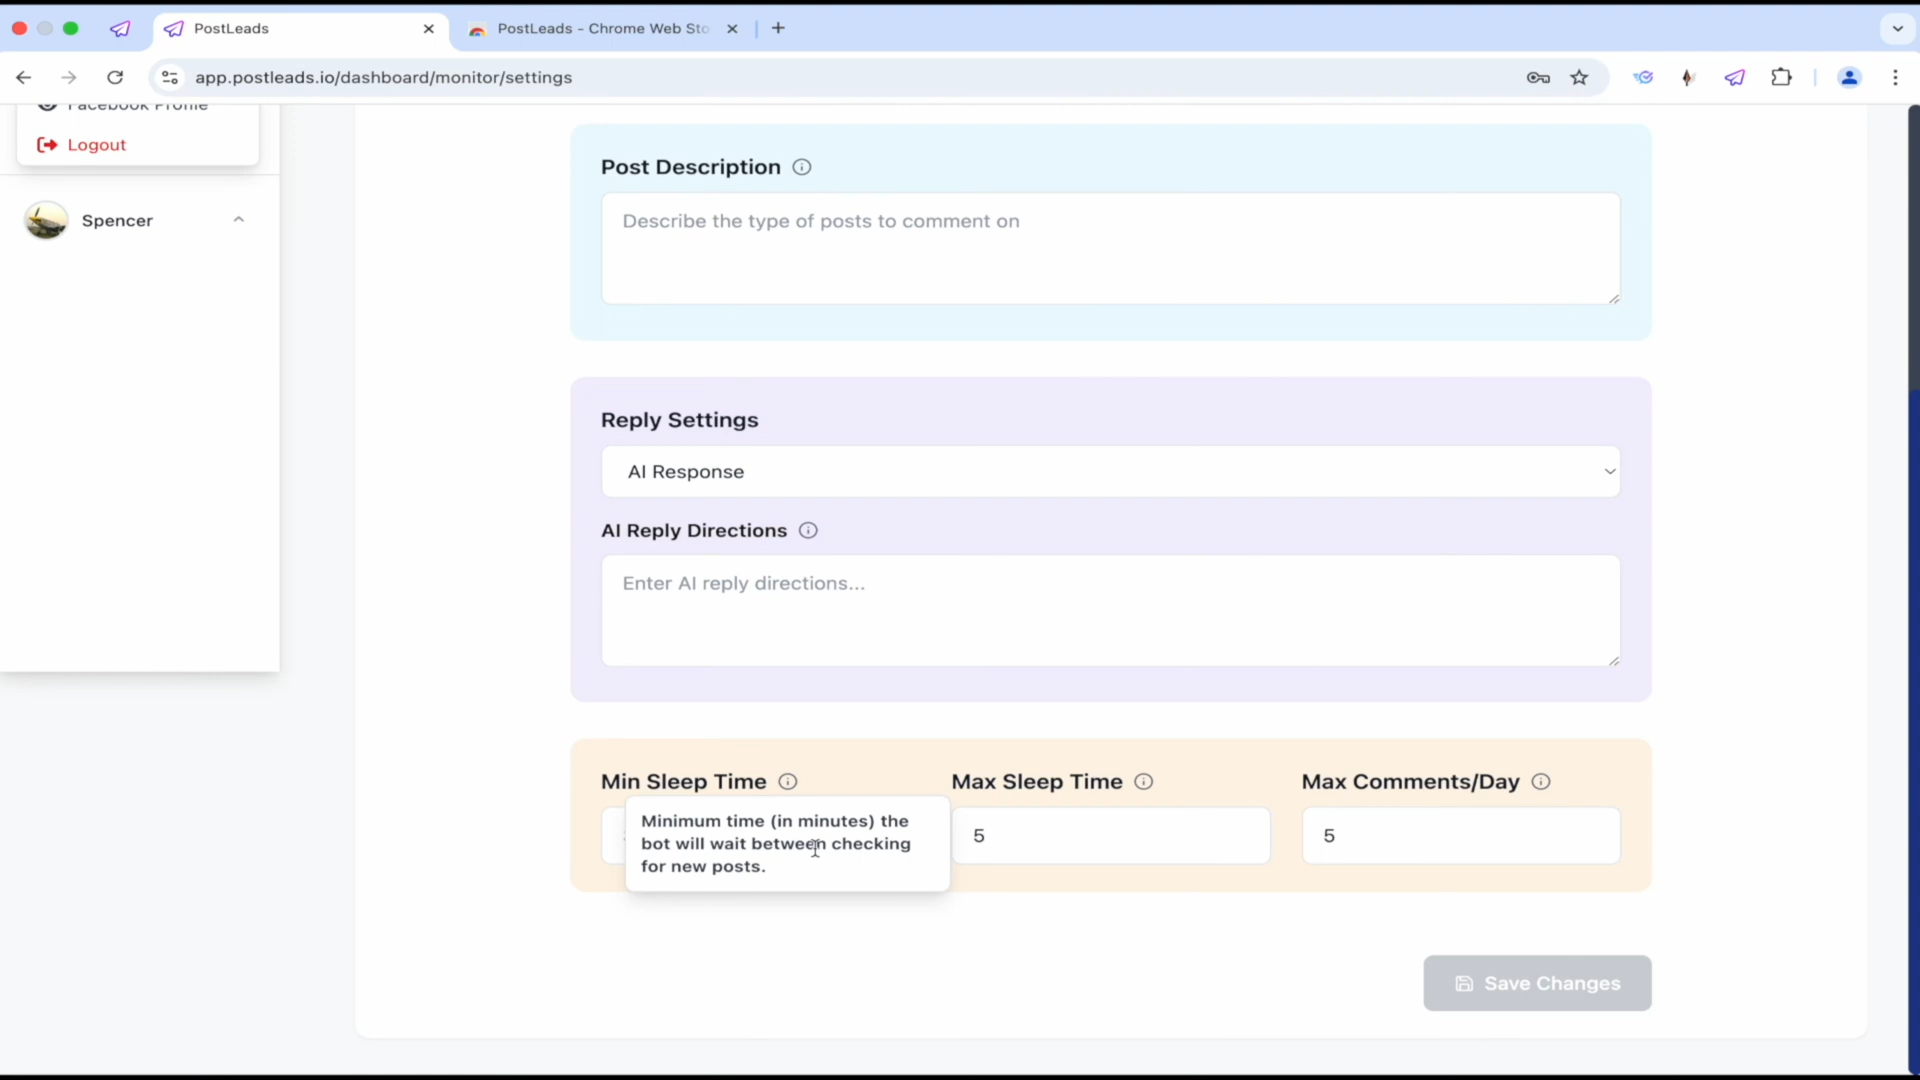 PostLeads
PostLeads - Chrome Web Sto
app.postleads.io/dashboard/monitor/settings
Facebook Profile
Logout
Spencer
Post Description
Describe the type of posts to comment on
Reply Settings
AI Response
AI Reply Directions
Enter AI reply directions...
Min Sleep Time
Max Sleep Time
Max Comments/Day
Minimum time (in minutes) the
bot will wait between checking
for new posts.
5
5
Save Changes